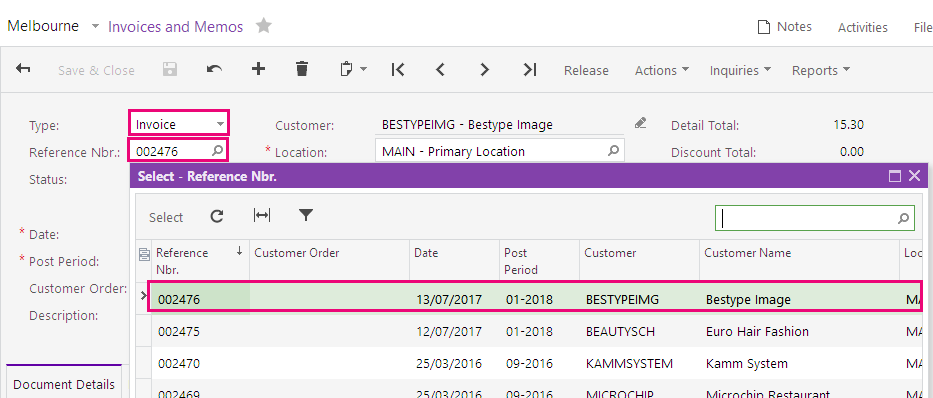 Melbourne Invoices and Memos Notes Activities File
Save & Close Release Actions Inquiries Reports
Type: Invoice Customer: BESTYPEIMG - Bestype Image Detail Total: 15.30
Reference Nbr.: 002476 * Location: MAIN - Primary Location Discount Total: 0.00
Status:
* Date:
* Post Period:
Customer Order:
Description:
Document Details
Select - Reference Nbr.
Select
Reference Nbr. Customer Order Date Post Period Customer Customer Name Loc
002476 13/07/2017 01-2018 BESTYPEIMG Bestype Image MA
002475 12/07/2017 01-2018 BEAUTYSCH Euro Hair Fashion MA
002470 25/03/2016 09-2016 KAMMSYSTEM Kamm System MA
002469 25/03/2016 09-2016 MICROCHIP Microchip Restaurant MA